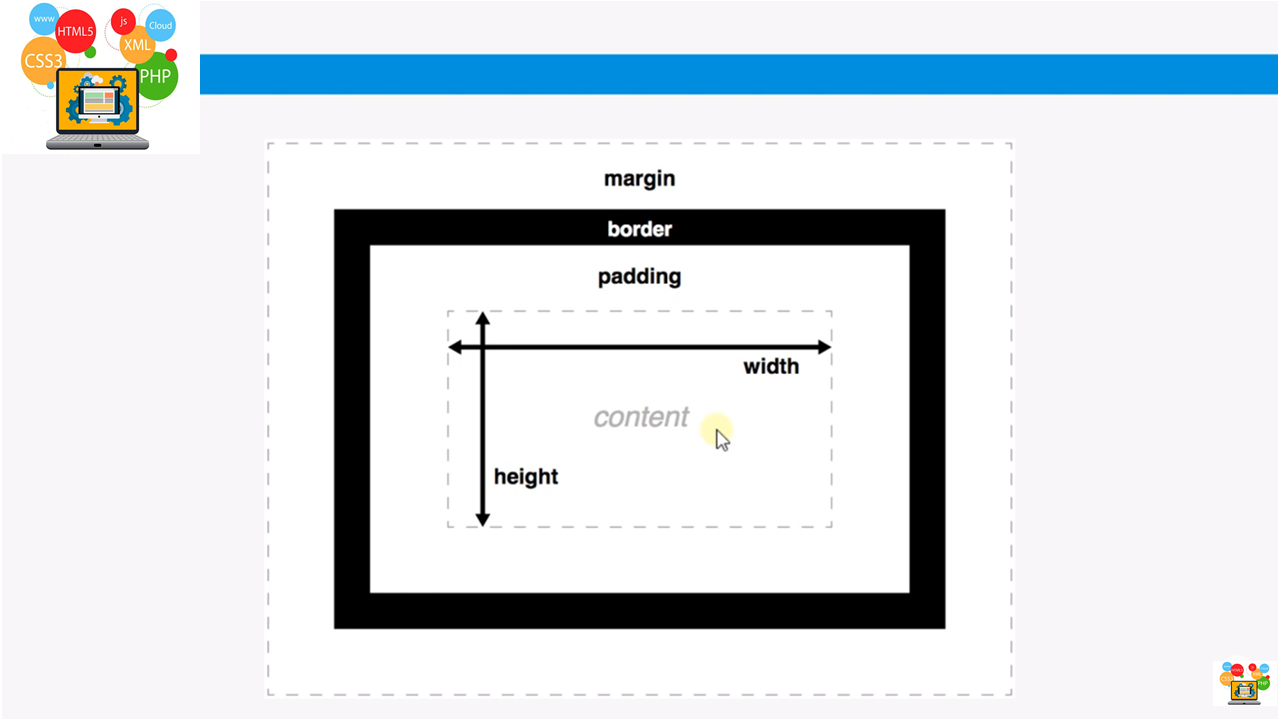 www
HTML5
js
Cloud
XML
CSS3
PHP
margin
border
padding
width
content
height